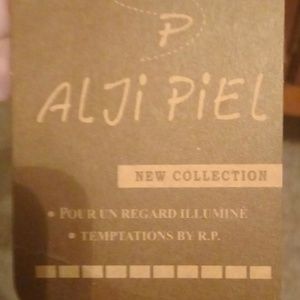 P
ALJi PiEL
NEW COLLECTION
• POUR UN REGARD ILLUMINÉ
• TEMPTATIONS BY R.P.